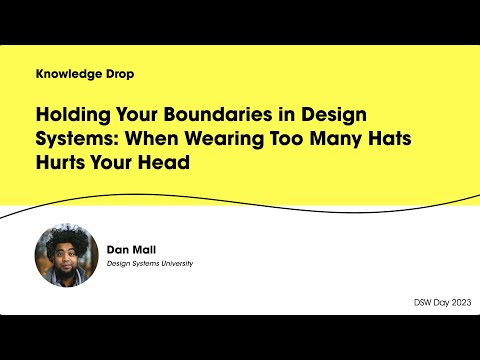 Knowledge Drop
Holding Your Boundaries in Design
Systems: When Wearing Too Many Hats
Hurts Your Head
Dan Mall
Design Systems University
DSW Day 2023